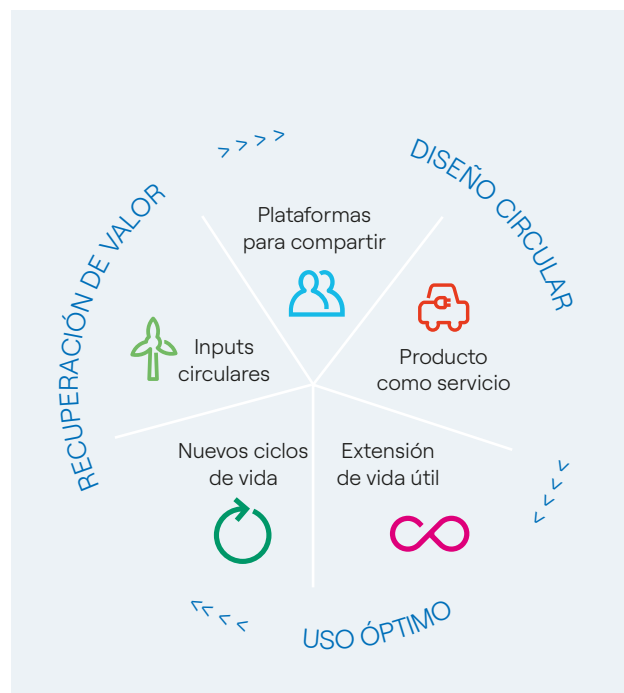 DISEÑO CIRCULAR
RECUPERACIÓN DE VALOR
Plataformas
para compartir
Inputs
circulares
Producto
como servicio
Nuevos ciclos
de vida
Extensión
de vida útil
USO ÓPTIMO